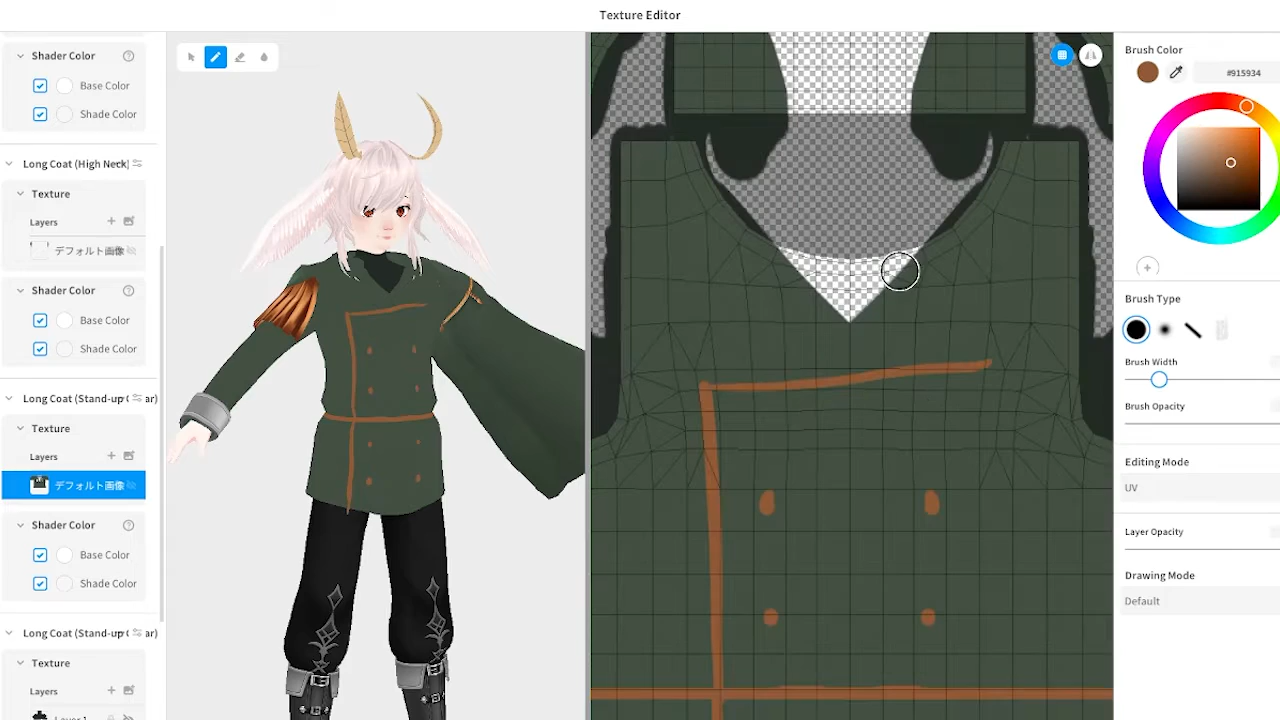 Texture Editor
Shader Color
Base Color
Shade Color
Long Coat (High Neck)
Texture
Layers
デフォルト画像
Shader Color
Base Color
Shade Color
Long Coat (Stand-up
Texture
Layers
デフォルト画像
Shader Color
Base Color
Shade Color
Long Coat (Stand-up
Texture
Layers
Layer 1
Brush Color
#915934
Brush Type
Brush Width
Brush Opacity
Editing Mode
UV
Layer Opacity
Drawing Mode
Default